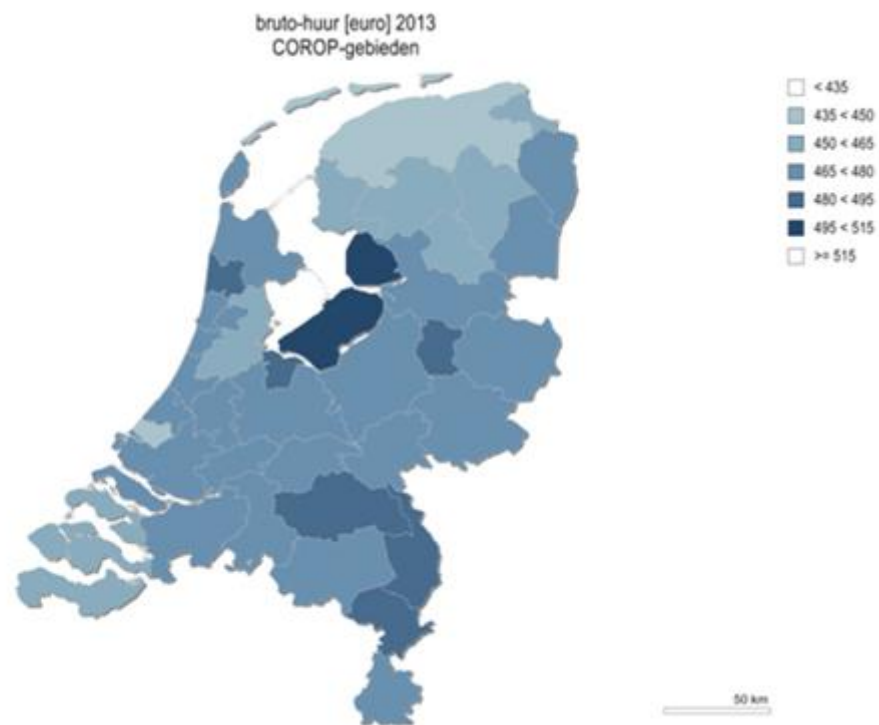 bruto-huur [euro] 2013
COROP-gebieden
< 435
435 < 450
450 < 465
465 < 480
480 < 495
495 < 515
>= 515
50 km